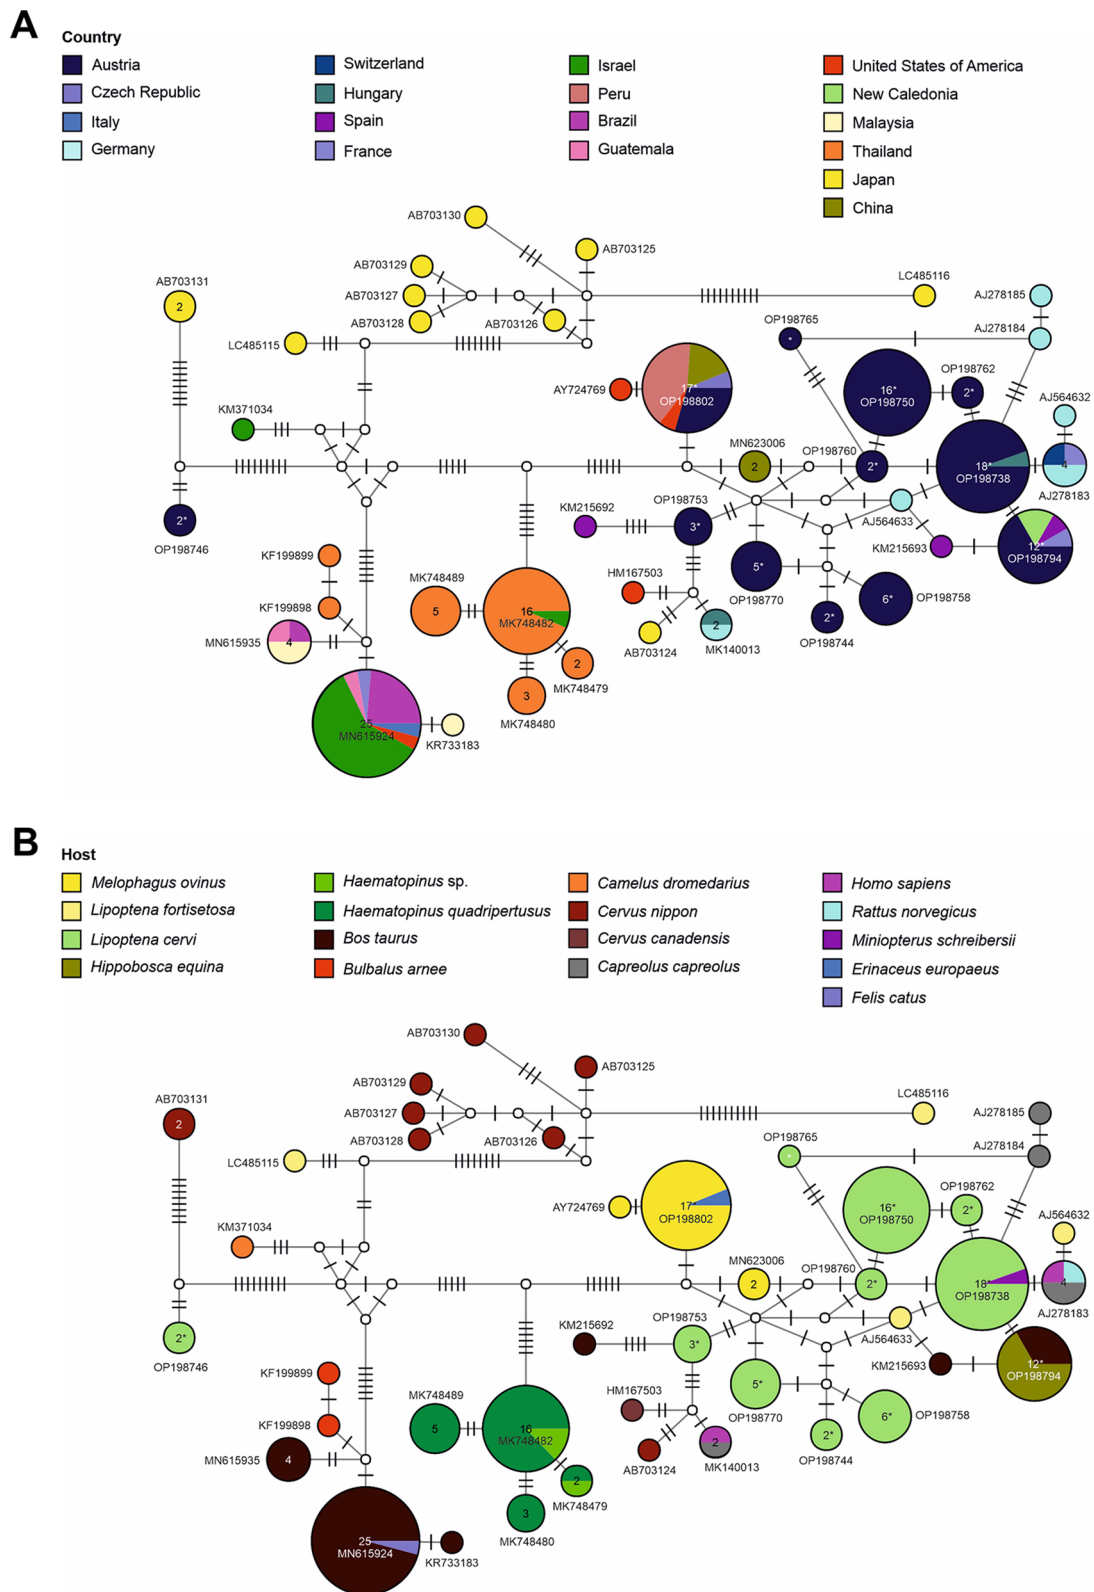 A
Country
Austria
Czech Republic
Italy
Germany
Switzerland
Hungary
Spain
France
Israel
Peru
Brazil
Guatemala
United States of America
New Caledonia
Malaysia
Thailand
Japan
China
AB703130
AB703125
AB703129
AB703131
LC485116
AJ278185
AB703127
2
AB703128
AB703126
OP198765
AJ278184
*
LC485115
OP198762
AY724769
17*
OP198802
16*
OP198750
2*
AJ564632
KM371034
MN623006
OP198760
2
2*
18*
OP198738
4
AJ278183
KM215692
OP198753
AJ564633
2*
OP198746
3*
KM215693
12*
OP198794
KF199899
HM167503
5*
OP198770
6*
OP198758
MK748489
5
16
MK748482
KF199898
2*
OP198744
MN615935
4
AB703124
2
MK140013
2
MK748479
3
MK748480
25
MN615924
KR733183
B
Host
Melophagus ovinus
Lipoptena fortisetosa
Lipoptena cervi
Hippobosca equina
Haematopinus sp.
Haematopinus quadripertusus
Bos taurus
Bulbalus arnee
Camelus dromedarius
Cervus nippon
Cervus canadensis
Capreolus capreolus
Homo sapiens
Rattus norvegicus
Miniopterus schreibersii
Erinaceus europaeus
Felis catus
AB703130
AB703125
AB703129
AB703131
LC485116
AJ278185
AB703127
2
AB703128
AB703126
OP198765
AJ278184
*
LC485115
OP198762
AY724769
17*
OP198802
16*
OP198750
2*
AJ564632
KM371034
MN623006
OP198760
2
2*
18*
OP198738
4
AJ278183
KM215692
OP198753
AJ564633
2*
OP198746
3*
KM215693
12*
OP198794
KF199899
HM167503
5*
OP198770
6*
OP198758
MK748489
5
16
MK748482
KF199898
2*
OP198744
MN615935
4
AB703124
2
MK140013
2
MK748479
3
MK748480
25
MN615924
KR733183